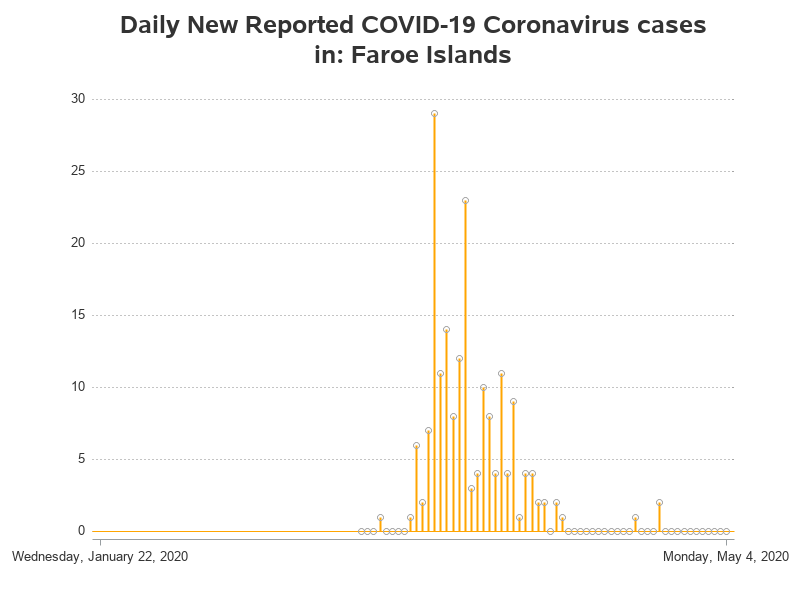 Daily New Reported COVID-19 Coronavirus cases
in: Faroe Islands
30
25
20
15
10
5
0
Wednesday, January 22, 2020
Monday, May 4, 2020